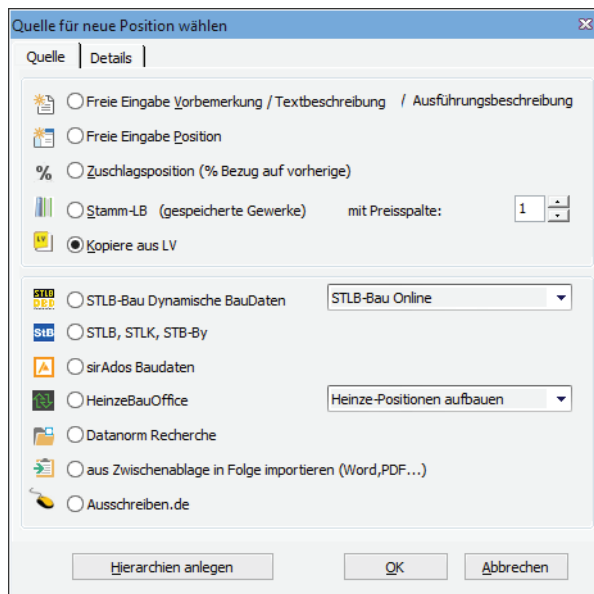 Quelle für neue Position wählen
Quelle Details
Freie Eingabe Vorbemerkung / Textbeschreibung / Ausführungsbeschreibung
Freie Eingabe Position
% Zuschlagsposition (% Bezug auf vorherige)
Stamm-LB (gespeicherte Gewerke) mit Preisspalte: 1
LV Kopiere aus LV
STLB DBD STLB-Bau Dynamische BauDaten STLB-Bau Online
StB STLB, STLK, STB-By
sirAdos Baudaten
HeinzeBauOffice Heinze-Positionen aufbauen
Datanorm Recherche
aus Zwischenablage in Folge importieren (Word,PDF...)
Ausschreiben.de
Hierarchien anlegen OK Abbrechen